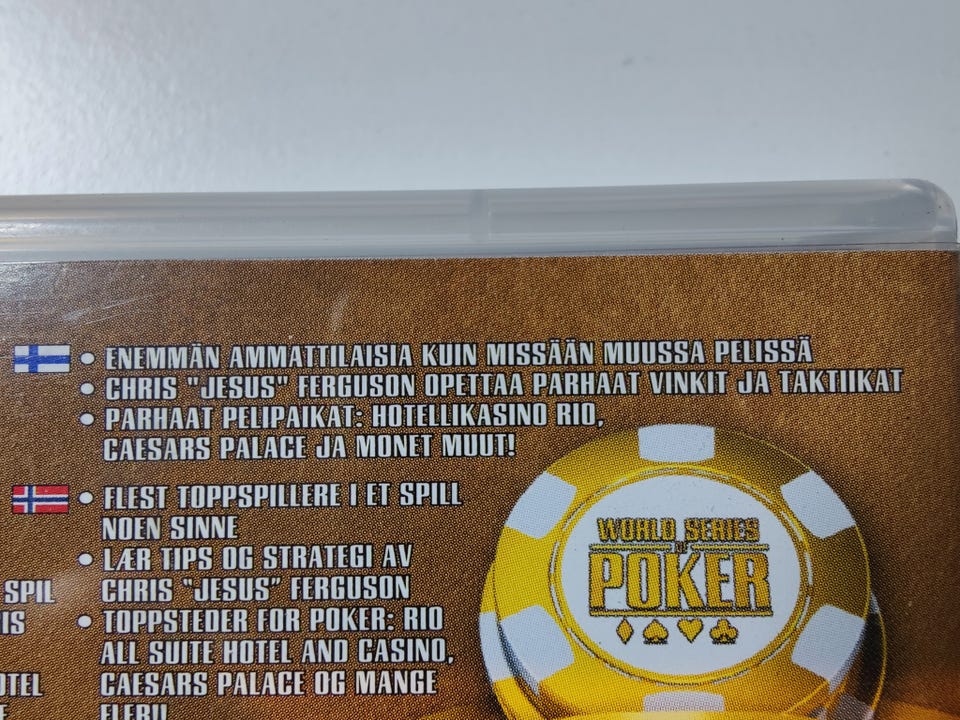 ENEMMÄN AMMATTILAISIA KUIN MISSÄÄN MUUSSA PELISSÄ
CHRIS "JESUS" FERGUSON OPETTAA PARHAAT VINKIT JA TAKTIIKAT
PARHAAT PELIPAIKAT: HOTELLIKASINO RIO,
CAESARS PALACE JA MONET MUUT!
FLEST TOPPSPILLERE I ET SPILL
NOEN SINNE
LÆR TIPS OG STRATEGI AV
CHRIS "JESUS" FERGUSON
TOPPSTEDER FOR POKER: RIO
ALL SUITE HOTEL AND CASINO,
CAESARS PALACE OG MANGE
SPIL
WORLD SERIES
OF
POKER